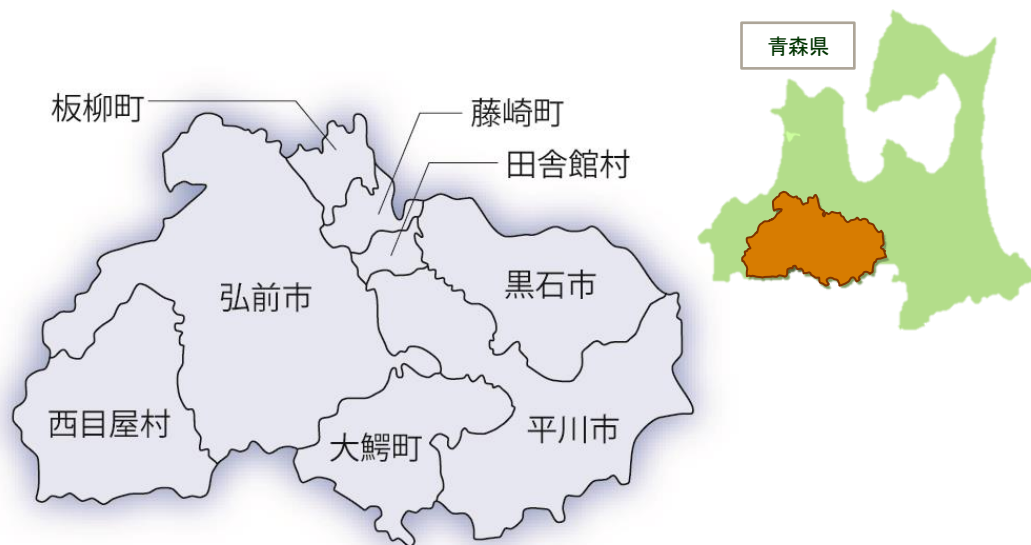 青森県
板柳町
藤崎町
田舎館村
黒石市
弘前市
西目屋村
大鰐町
平川市